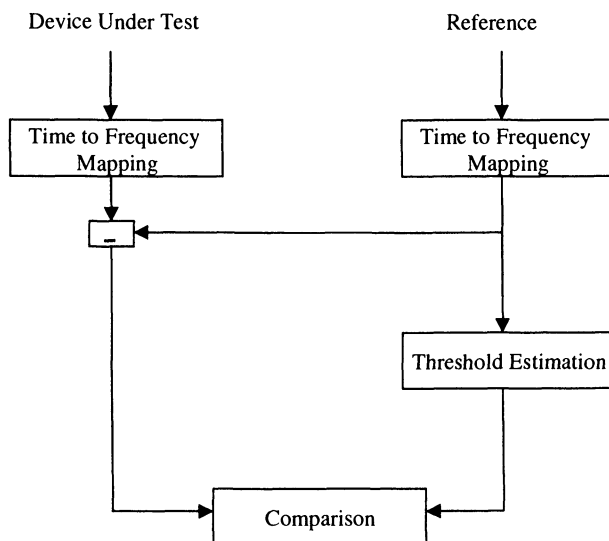 Device Under Test
Reference
Time to Frequency
Mapping
Time to Frequency
Mapping
–
Threshold Estimation
Comparison